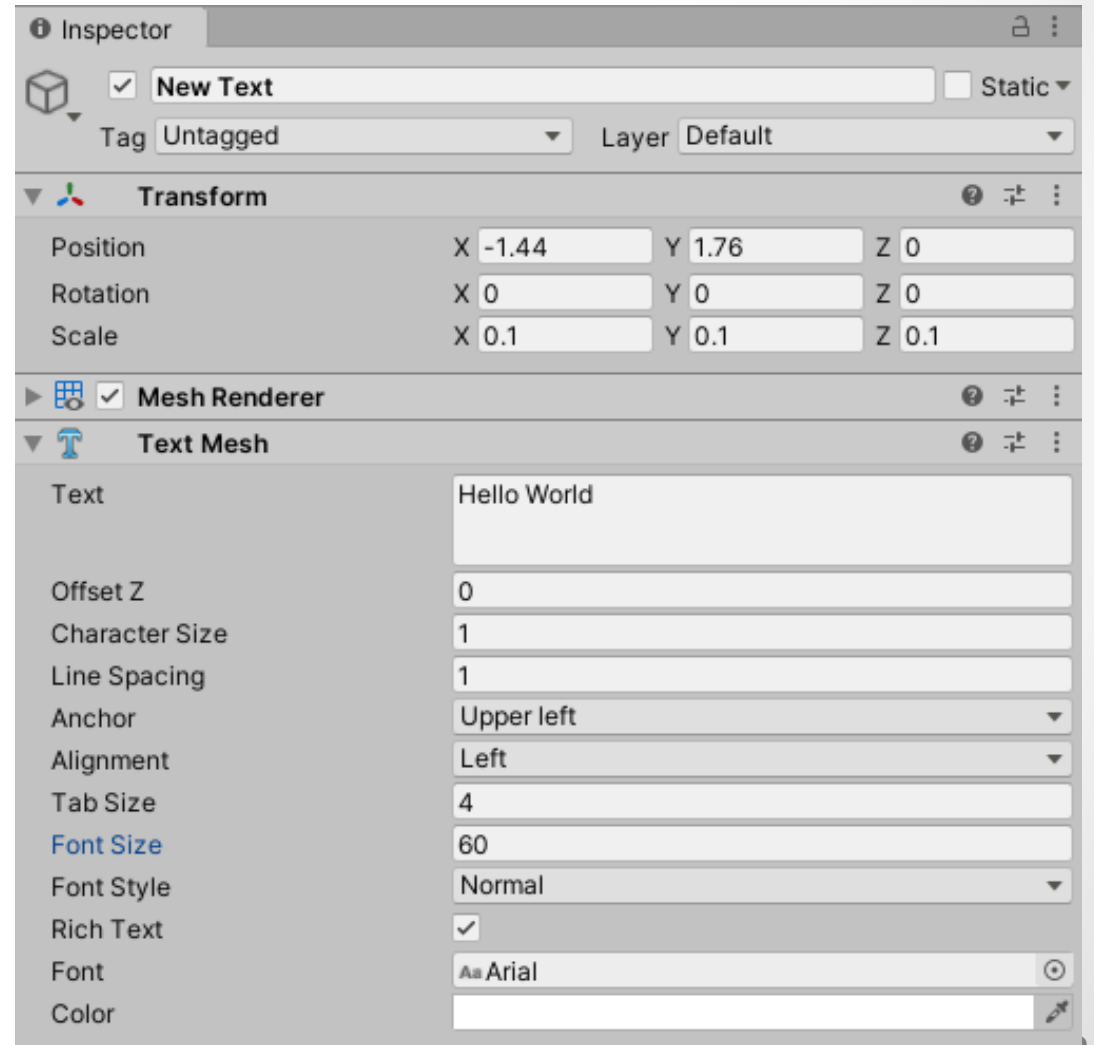 Inspector
New Text Static
Tag Untagged Layer Default
Transform
Position X -1.44 Y 1.76 Z 0
Rotation X 0 Y 0 Z 0
Scale X 0.1 Y 0.1 Z 0.1
Mesh Renderer
Text Mesh
Text Hello World
Offset Z 0
Character Size 1
Line Spacing 1
Anchor Upper left
Alignment Left
Tab Size 4
Font Size 60
Font Style Normal
Rich Text
Font Aa Arial
Color